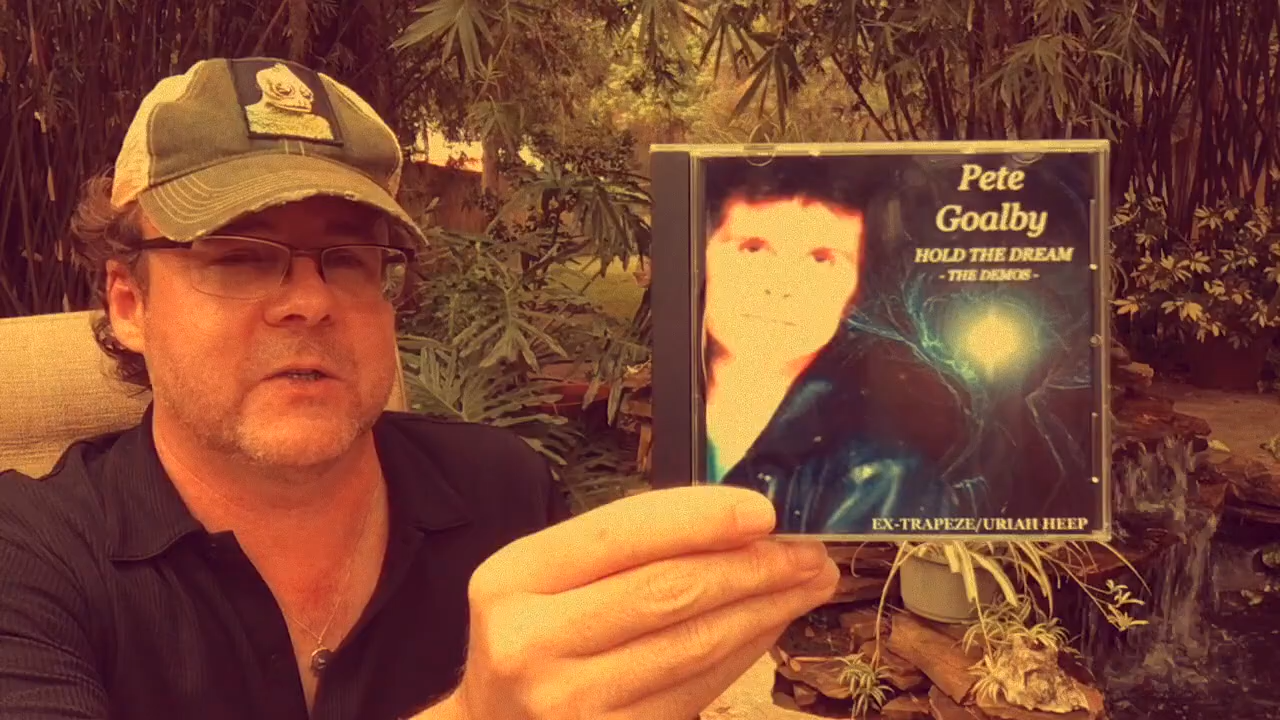 Pete
Goalby
HOLD THE DREAM
- THE DEMOS -
EX-TRAPEZE/URIAH HEEP